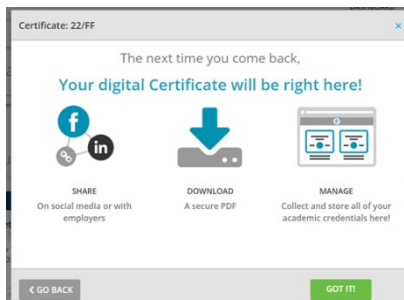 Certificate: 22/FF
×
The next time you come back,
Your digital Certificate will be right here!
f
in
SHARE
On social media or with
employers
DOWNLOAD
A secure PDF
MANAGE
Collect and store all of your
academic credentials here!
< GO BACK
GOT IT!